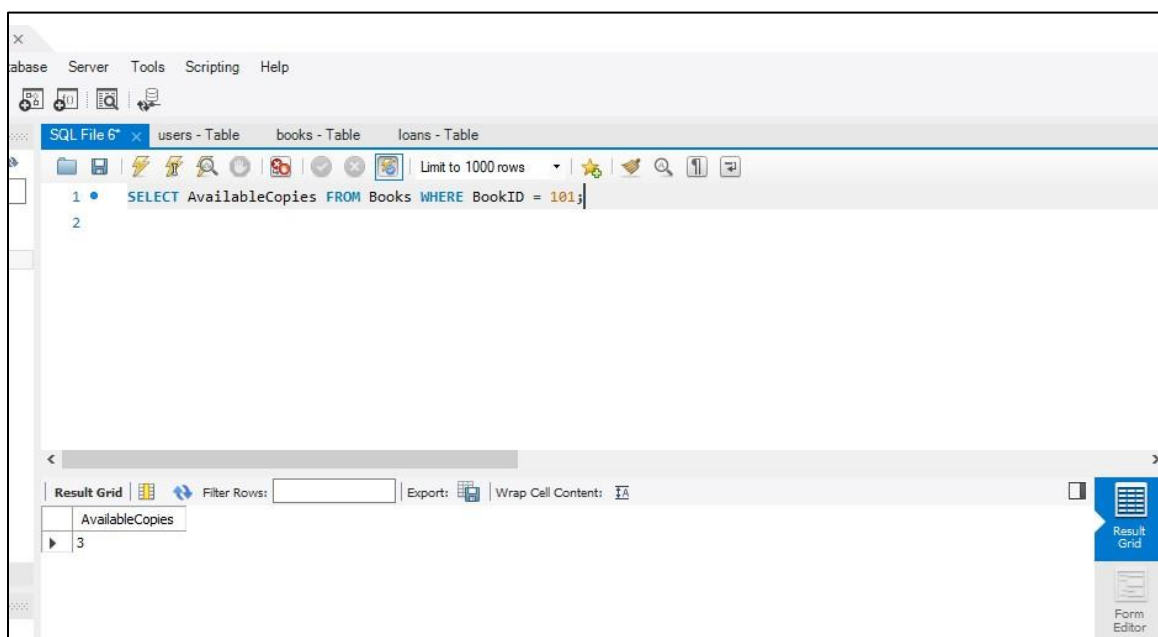 abase Server Tools Scripting Help
SQL File 6* users - Table books - Table loans - Table
Limit to 1000 rows
1 SELECT AvailableCopies FROM Books WHERE BookID = 101;
2
Result Grid Filter Rows: Export: Wrap Cell Content:
AvailableCopies
3
Result
Grid
Form
Editor